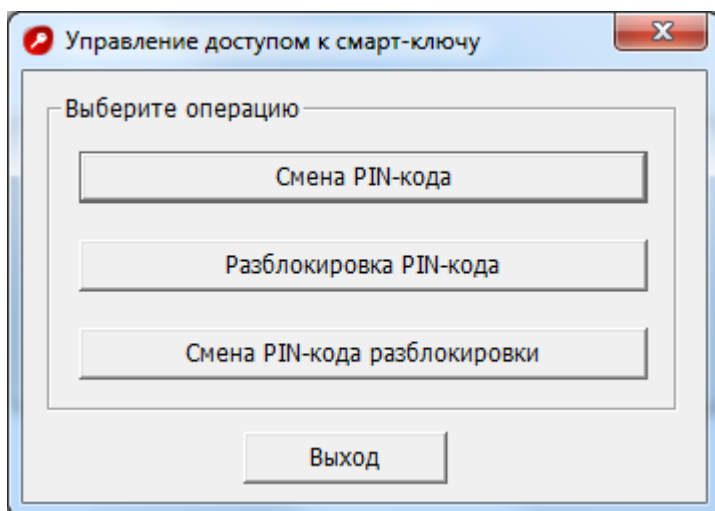 Управление доступом к смарт-ключу
Выберите операцию
Смена PIN-кода
Разблокировка PIN-кода
Смена PIN-кода разблокировки
Выход